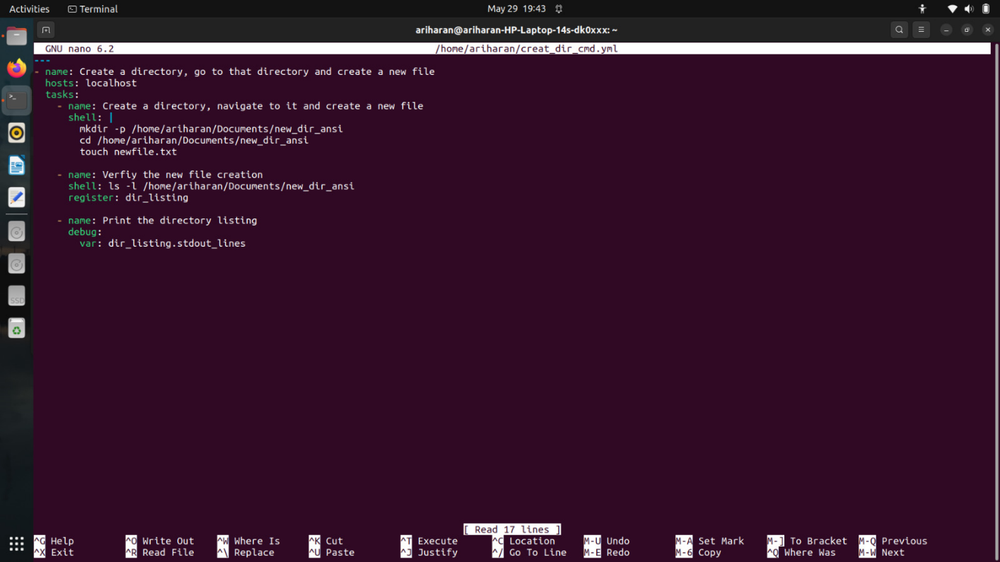 Activities Terminal May 29 19:43
ariharan@ariharan-HP-Laptop-14s-dk0xxx: ~
GNU nano 6.2 /home/ariharan/creat_dir_cmd.yml
---
- name: Create a directory, go to that directory and create a new file
  hosts: localhost
  tasks:
    - name: Create a directory, navigate to it and create a new file
      shell: |
        mkdir -p /home/ariharan/Documents/new_dir_ansi
        cd /home/ariharan/Documents/new_dir_ansi
        touch newfile.txt
    - name: Verfiy the new file creation
      shell: ls -l /home/ariharan/Documents/new_dir_ansi
      register: dir_listing
    - name: Print the directory listing
      debug:
        var: dir_listing.stdout_lines
SSD
[ Read 17 lines ]
^G Help ^O Write Out ^W Where Is ^K Cut ^T Execute ^C Location M-U Undo M-A Set Mark M-] To Bracket M-Q Previous
^X Exit ^R Read File ^\ Replace ^U Paste ^J Justify ^/ Go To Line M-E Redo M-6 Copy ^Q Where Was M-W Next